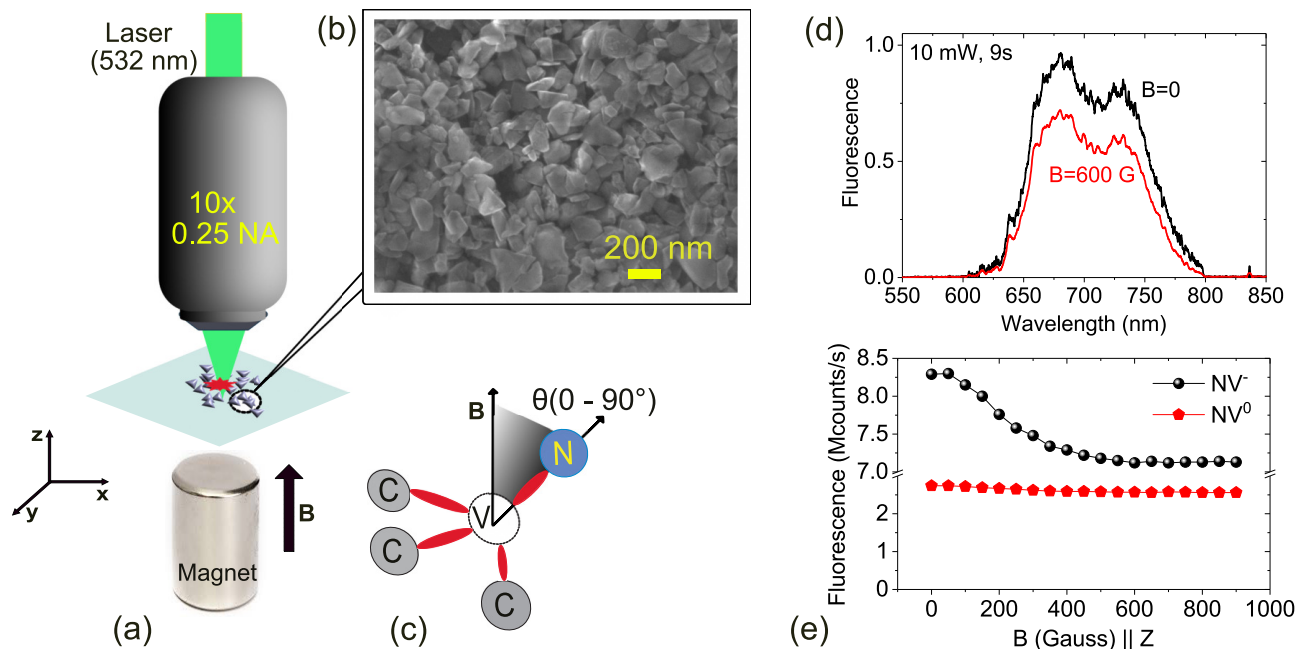 Laser
(532 nm)
10x
0.25 NA
z
x
y
B
Magnet
(a)
(b)
200 nm
B
θ(0 - 90°)
N
V
C
C
C
(c)
(d)
10 mW, 9s
B=0
B=600 G
1.0
0.5
0.0
Fluorescence
550 600 650 700 750 800 850
Wavelength (nm)
8.5
8.0
7.5
7.0
2
1
0
Fluorescence (Mcounts/s)
NV⁻
NV⁰
0 200 400 600 800 1000
B (Gauss) || Z
(e)